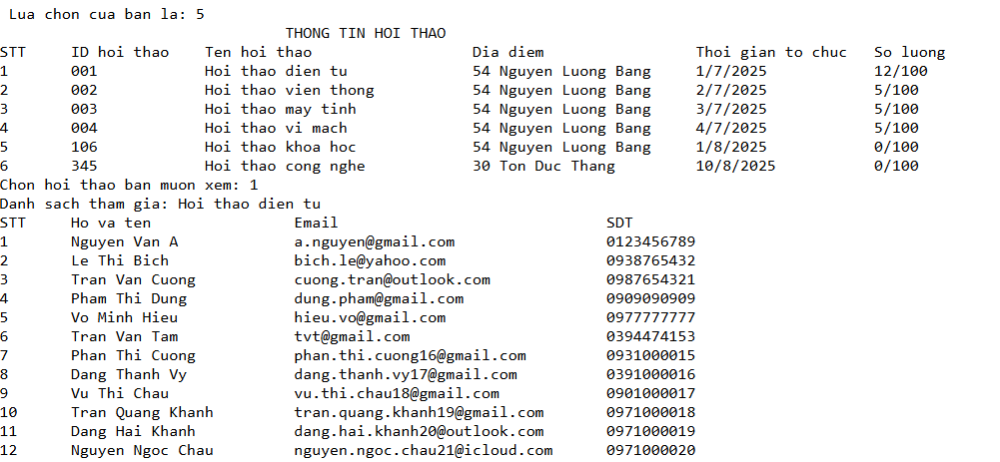 Lua chon cua ban la: 5
THONG TIN HOI THAO
STT ID hoi thao Ten hoi thao Dia diem Thoi gian to chuc So luong
1 001 Hoi thao dien tu 54 Nguyen Luong Bang 1/7/2025 12/100
2 002 Hoi thao vien thong 54 Nguyen Luong Bang 2/7/2025 5/100
3 003 Hoi thao may tinh 54 Nguyen Luong Bang 3/7/2025 5/100
4 004 Hoi thao vi mach 54 Nguyen Luong Bang 4/7/2025 5/100
5 106 Hoi thao khoa hoc 54 Nguyen Luong Bang 1/8/2025 0/100
6 345 Hoi thao cong nghe 30 Ton Duc Thang 10/8/2025 0/100
Chon hoi thao ban muon xem: 1
Danh sach tham gia: Hoi thao dien tu
STT Ho va ten Email SDT
1 Nguyen Van A a.nguyen@gmail.com 0123456789
2 Le Thi Bich bich.le@yahoo.com 0938765432
3 Tran Van Cuong cuong.tran@outlook.com 0987654321
4 Pham Thi Dung dung.pham@gmail.com 0909090909
5 Vo Minh Hieu hieu.vo@gmail.com 0977777777
6 Tran Van Tam tvt@gmail.com 0394474153
7 Phan Thi Cuong phan.thi.cuong16@gmail.com 0931000015
8 Dang Thanh Vy dang.thanh.vy17@gmail.com 0391000016
9 Vu Thi Chau vu.thi.chau18@gmail.com 0901000017
10 Tran Quang Khanh tran.quang.khanh19@gmail.com 0971000018
11 Dang Hai Khanh dang.hai.khanh20@outlook.com 0971000019
12 Nguyen Ngoc Chau nguyen.ngoc.chau21@icloud.com 0971000020